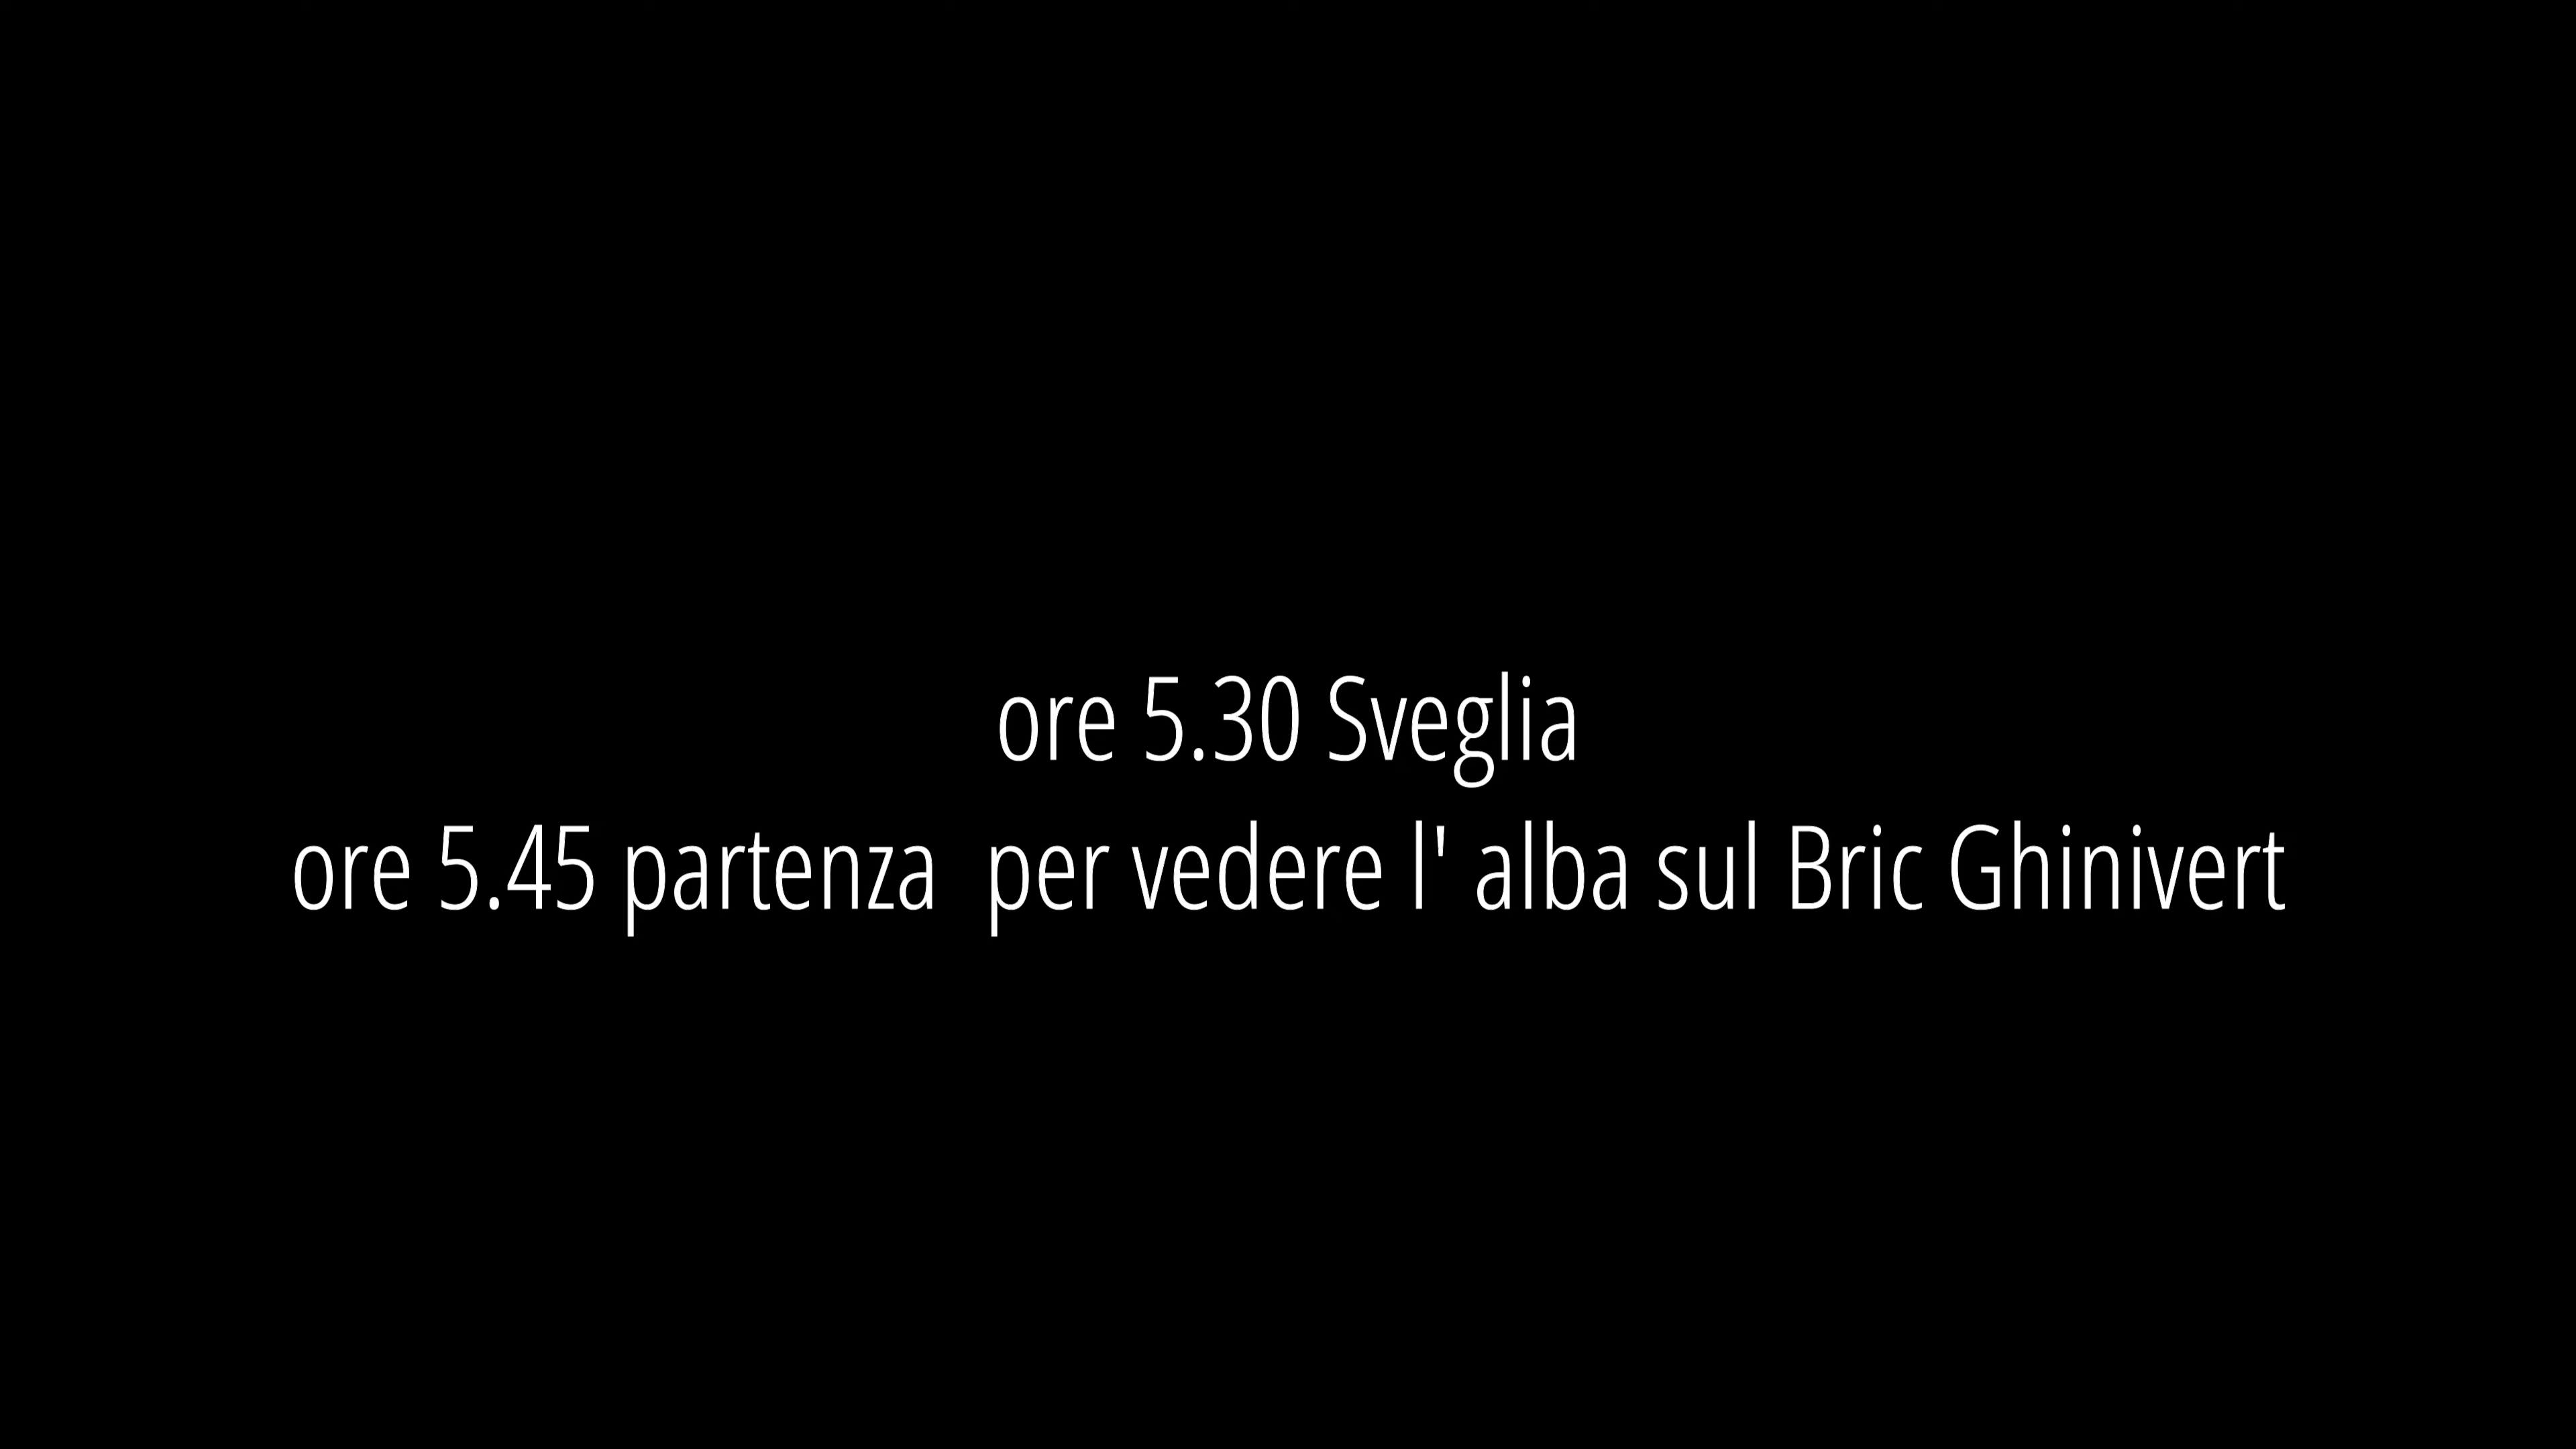 ore 5.30 Sveglia
ore 5.45 partenza  per vedere l' alba sul Bric Ghinivert